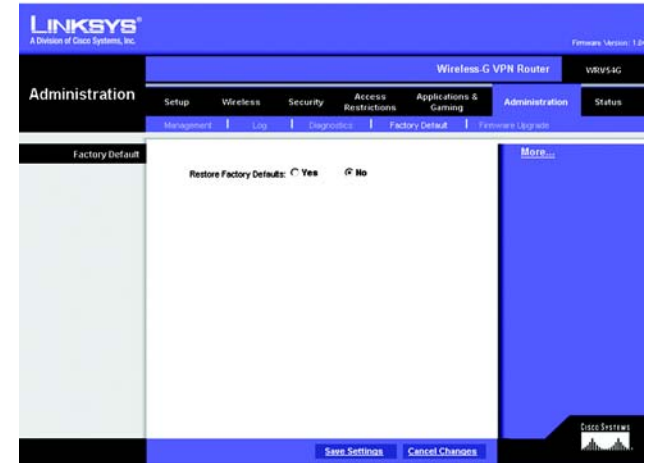 LINKSYS®
A Division of Cisco Systems, Inc.
Firmware Version: 1.0
Wireless-G VPN Router WRV54G
Administration
Setup Wireless Security Access Restrictions Applications & Gaming Administration Status
Management Log Diagnostics Factory Default Firmware Upgrade
Factory Default
More...
Restore Factory Defaults: Yes No
CISCO SYSTEMS
Save Settings Cancel Changes